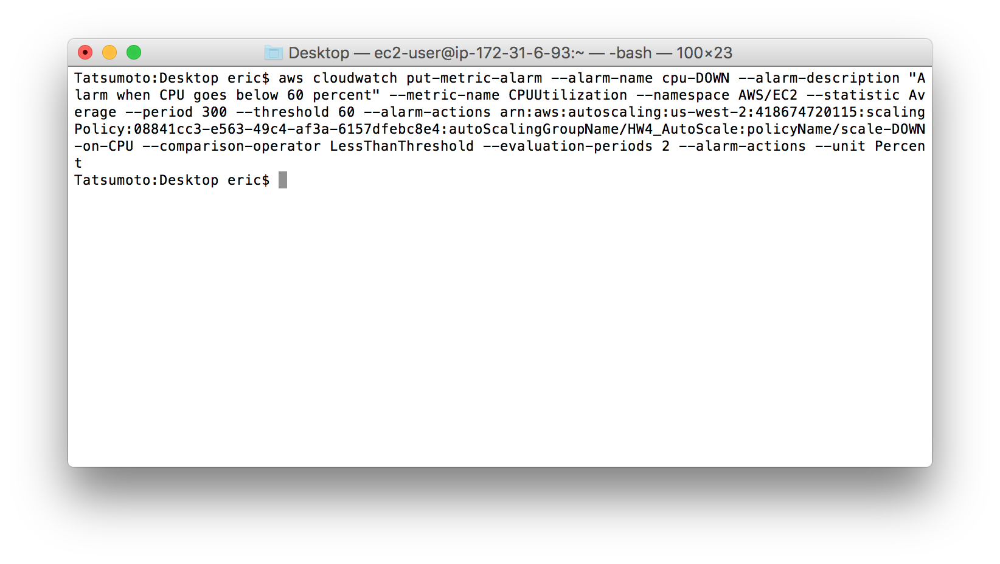 Desktop — ec2-user@ip-172-31-6-93:~ — -bash — 100×23
Tatsumoto:Desktop eric$ aws cloudwatch put-metric-alarm --alarm-name cpu-DOWN --alarm-description "A
larm when CPU goes below 60 percent" --metric-name CPUUtilization --namespace AWS/EC2 --statistic Av
erage --period 300 --threshold 60 --alarm-actions arn:aws:autoscaling:us-west-2:418674720115:scaling
Policy:08841cc3-e563-49c4-af3a-6157dfebc8e4:autoScalingGroupName/HW4_AutoScale:policyName/scale-DOWN
-on-CPU --comparison-operator LessThanThreshold --evaluation-periods 2 --alarm-actions --unit Percen
t
Tatsumoto:Desktop eric$